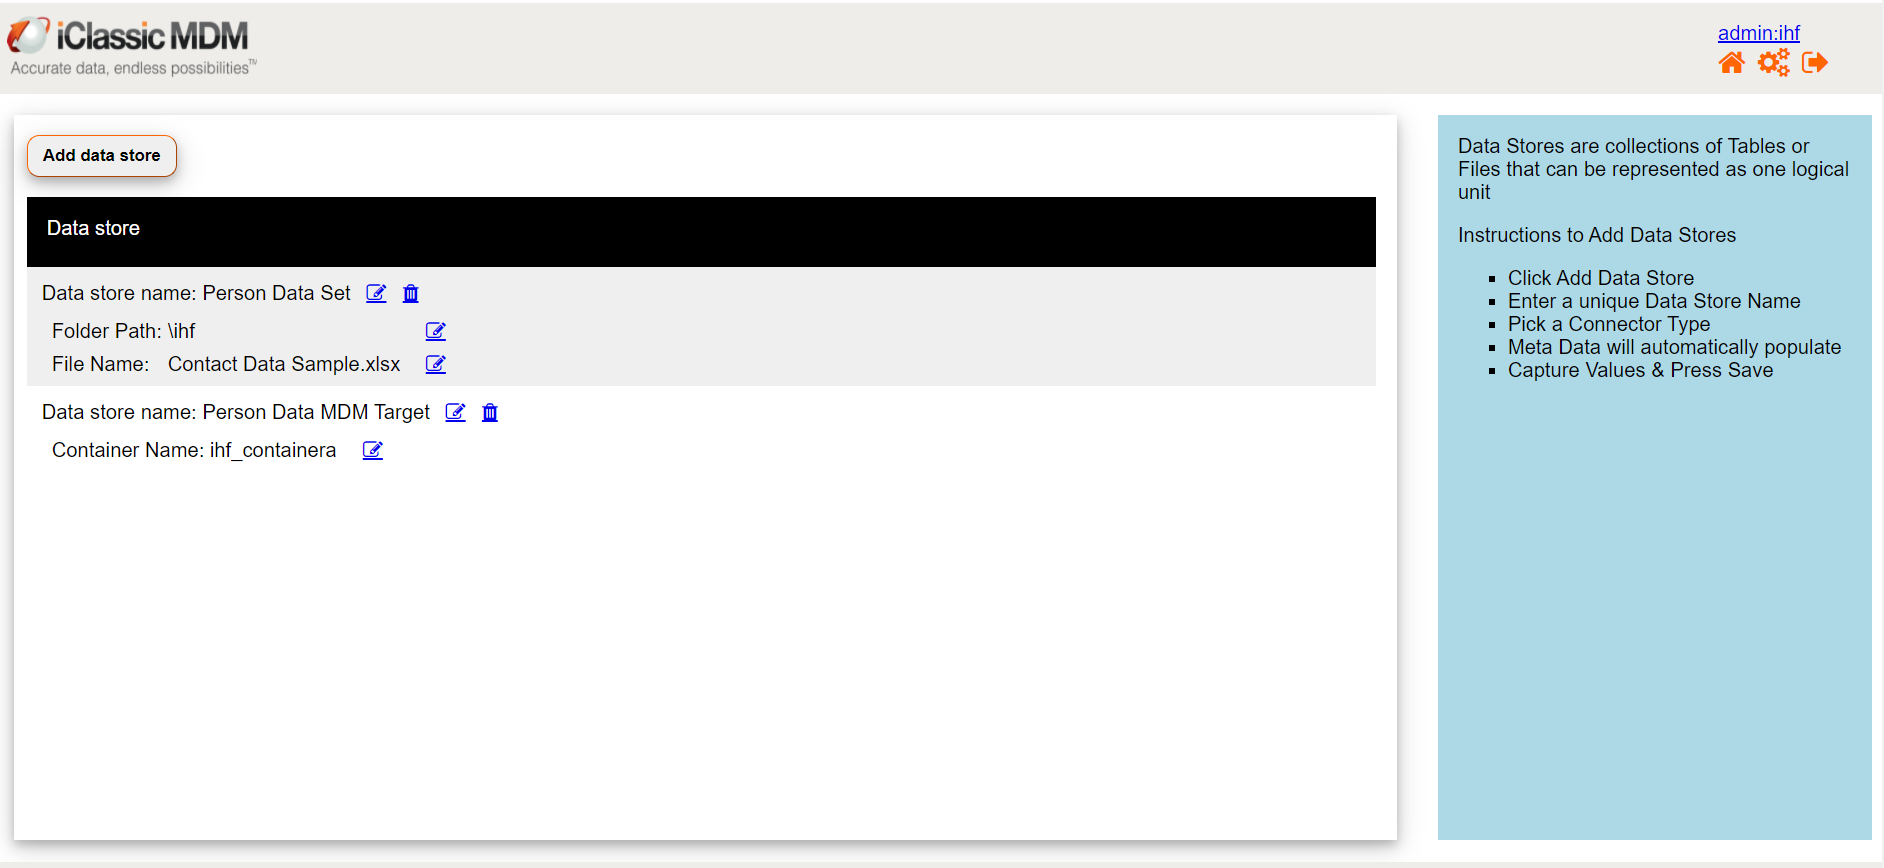 iClassic MDM
Accurate data, endless possibilities™
admin:ihf
Add data store
Data store
Data store name: Person Data Set
Folder Path: \ihf
File Name: Contact Data Sample.xlsx
Data store name: Person Data MDM Target
Container Name: ihf_containera
Data Stores are collections of Tables or
Files that can be represented as one logical
unit
Instructions to Add Data Stores
▪ Click Add Data Store
▪ Enter a unique Data Store Name
▪ Pick a Connector Type
▪ Meta Data will automatically populate
▪ Capture Values & Press Save